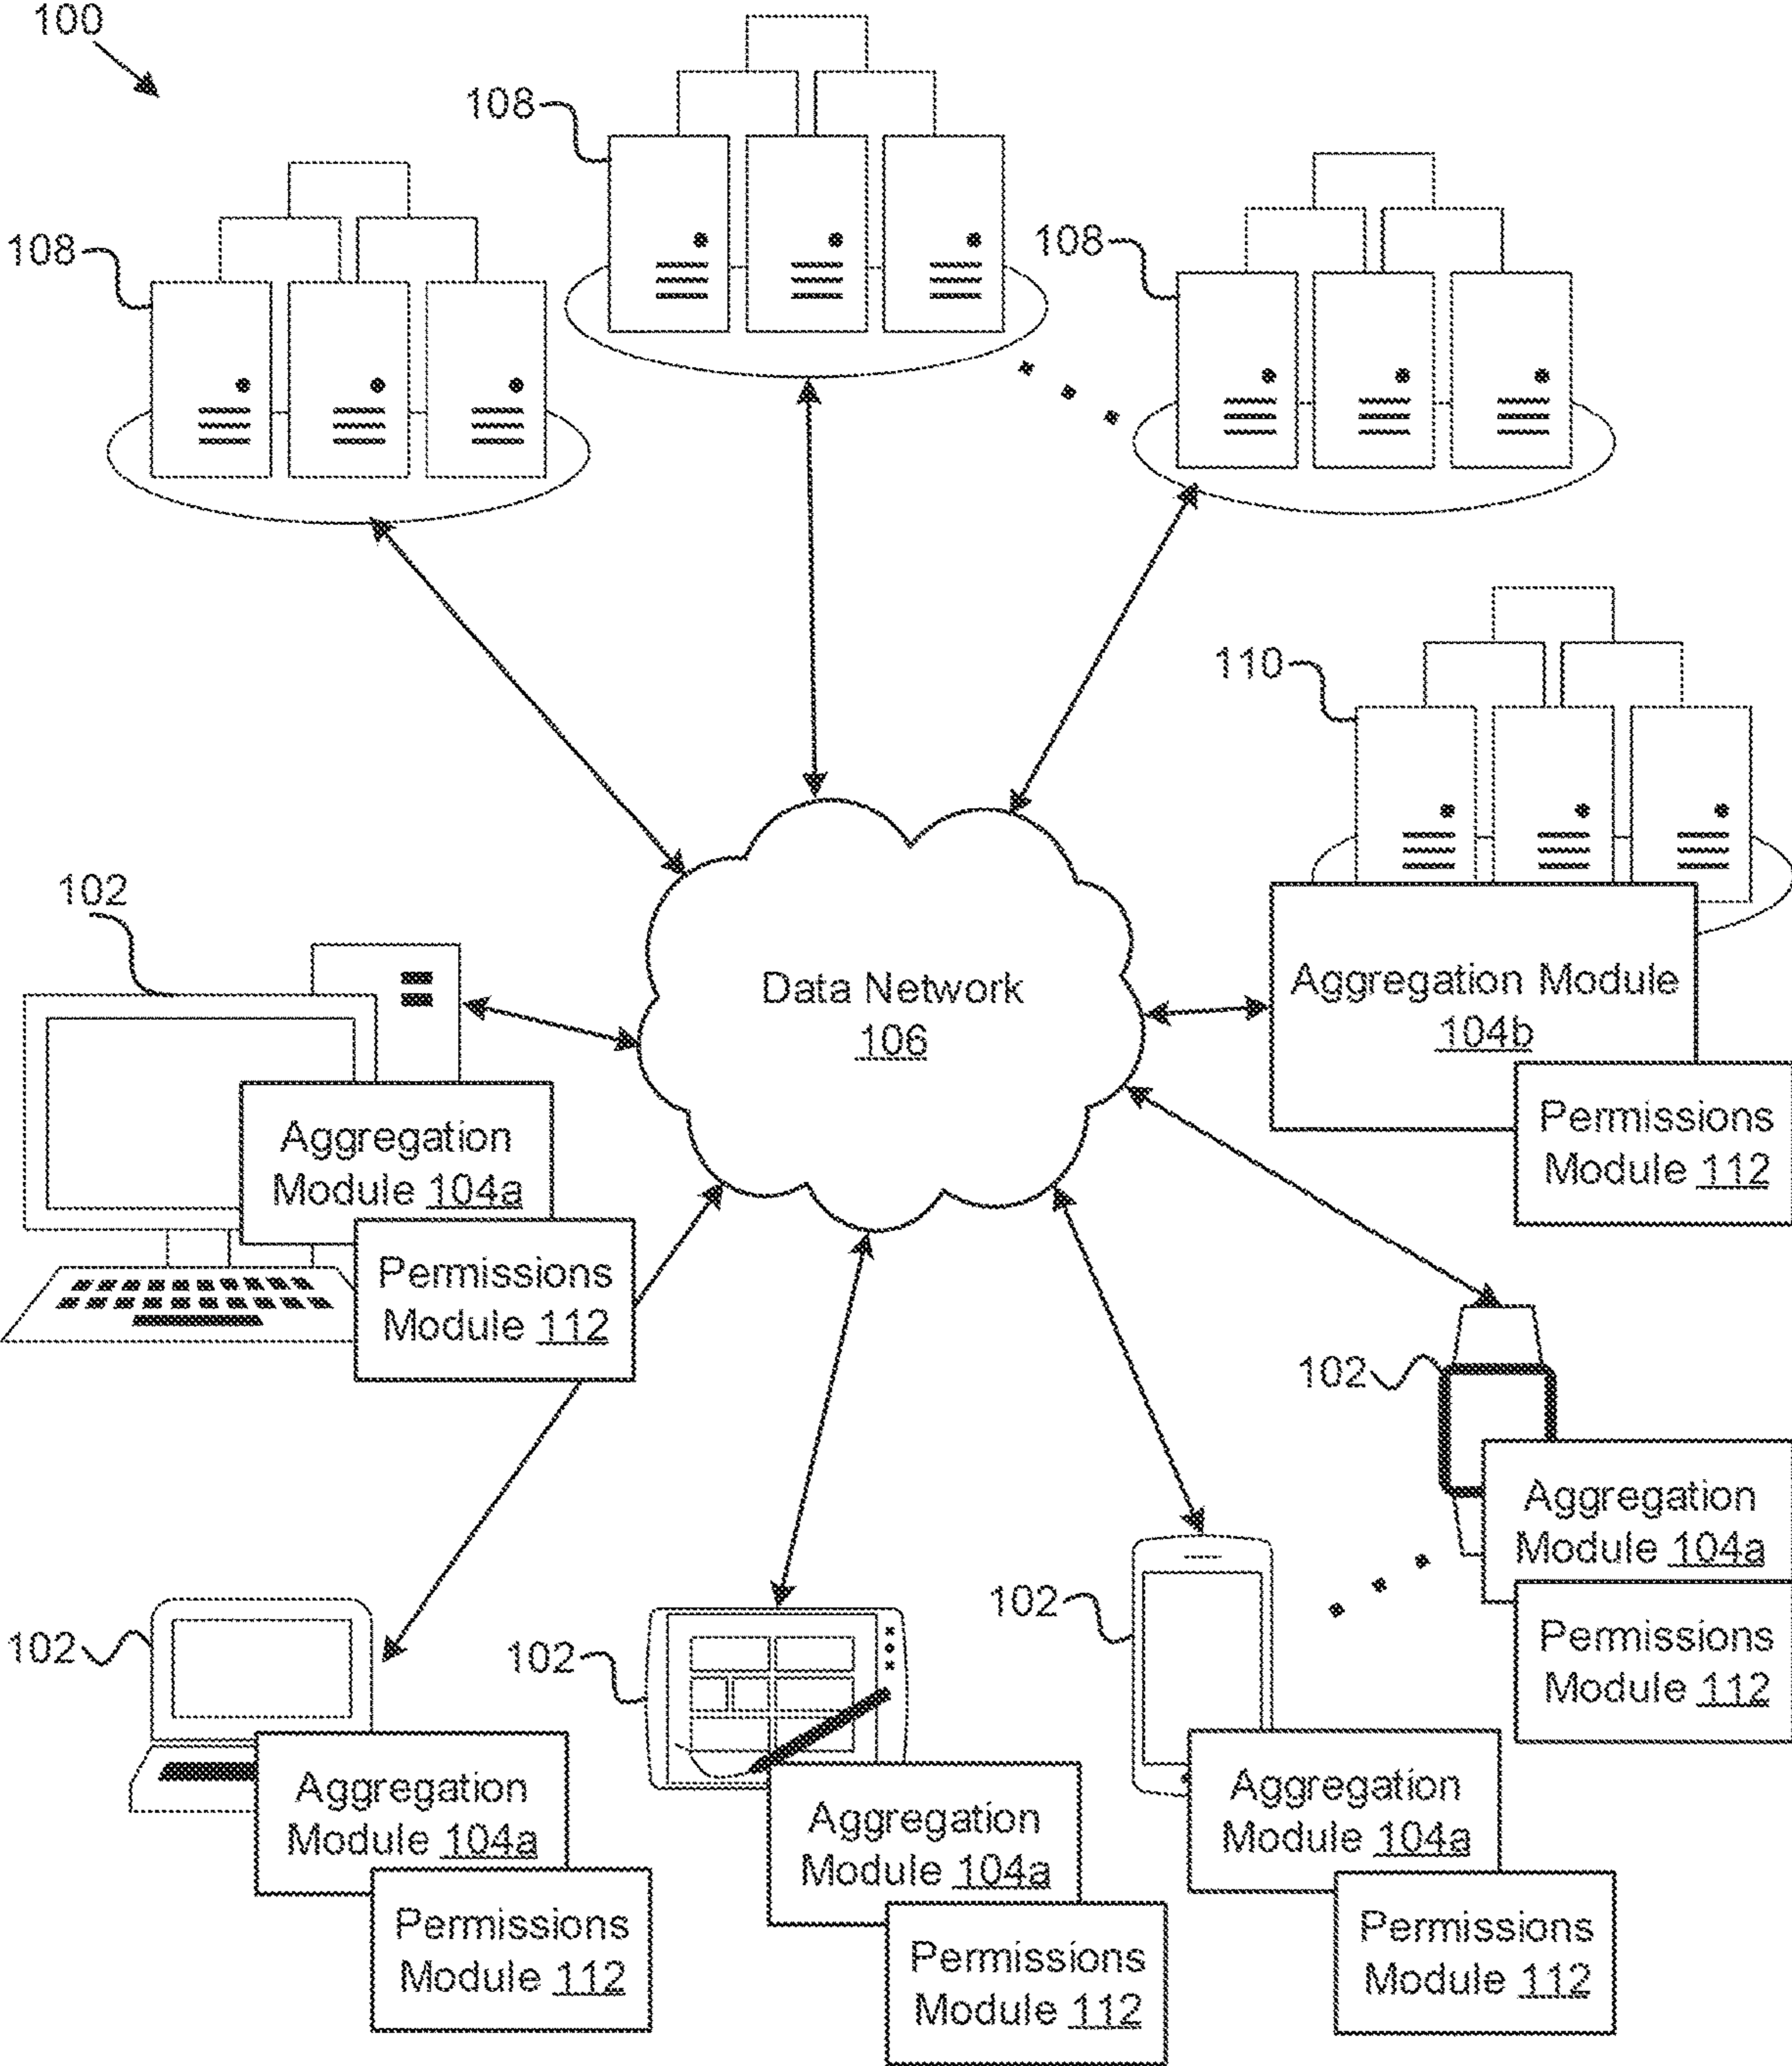 100
108
108
108
110
102
Data Network
106
Aggregation Module
104b
Permissions
Module 112
Aggregation
Module 104a
Permissions
Module 112
102
Aggregation
Module 104a
Permissions
Module 112
102
Aggregation
Module 104a
Permissions
Module 112
102
Aggregation
Module 104a
Permissions
Module 112
102
Aggregation
Module 104a
Permissions
Module 112